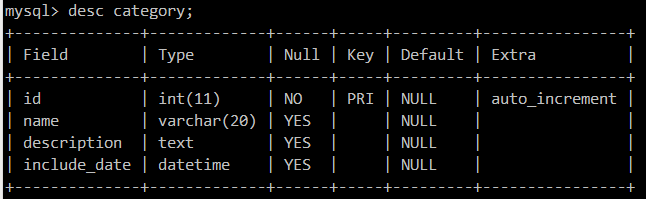 mysql> desc category;
+--------------+-------------+------+-----+---------+----------------+
| Field        | Type        | Null | Key | Default | Extra          |
+--------------+-------------+------+-----+---------+----------------+
| id           | int(11)     | NO   | PRI | NULL    | auto_increment |
| name         | varchar(20) | YES  |     | NULL    |                |
| description  | text        | YES  |     | NULL    |                |
| include_date | datetime    | YES  |     | NULL    |                |
+--------------+-------------+------+-----+---------+----------------+